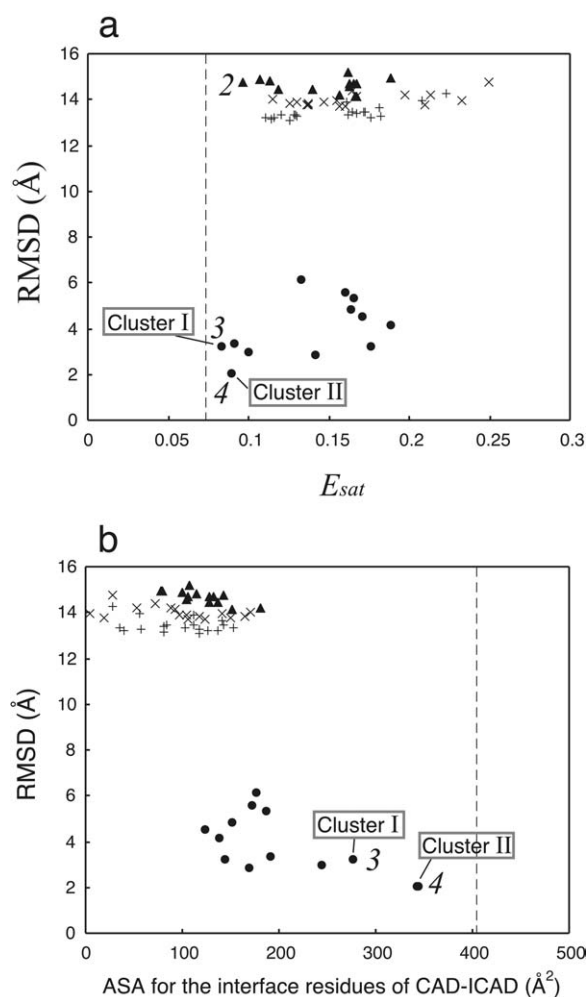 a
16
14
12
10
8
6
4
2
0
RMSD (Å)
2
Cluster I
3
4
Cluster II
0 0.05 0.1 0.15 0.2 0.25 0.3
Esat
b
16
14
12
10
8
6
4
2
0
RMSD (Å)
Cluster I
3
Cluster II
4
0 100 200 300 400 500
ASA for the interface residues of CAD-ICAD (Å²)